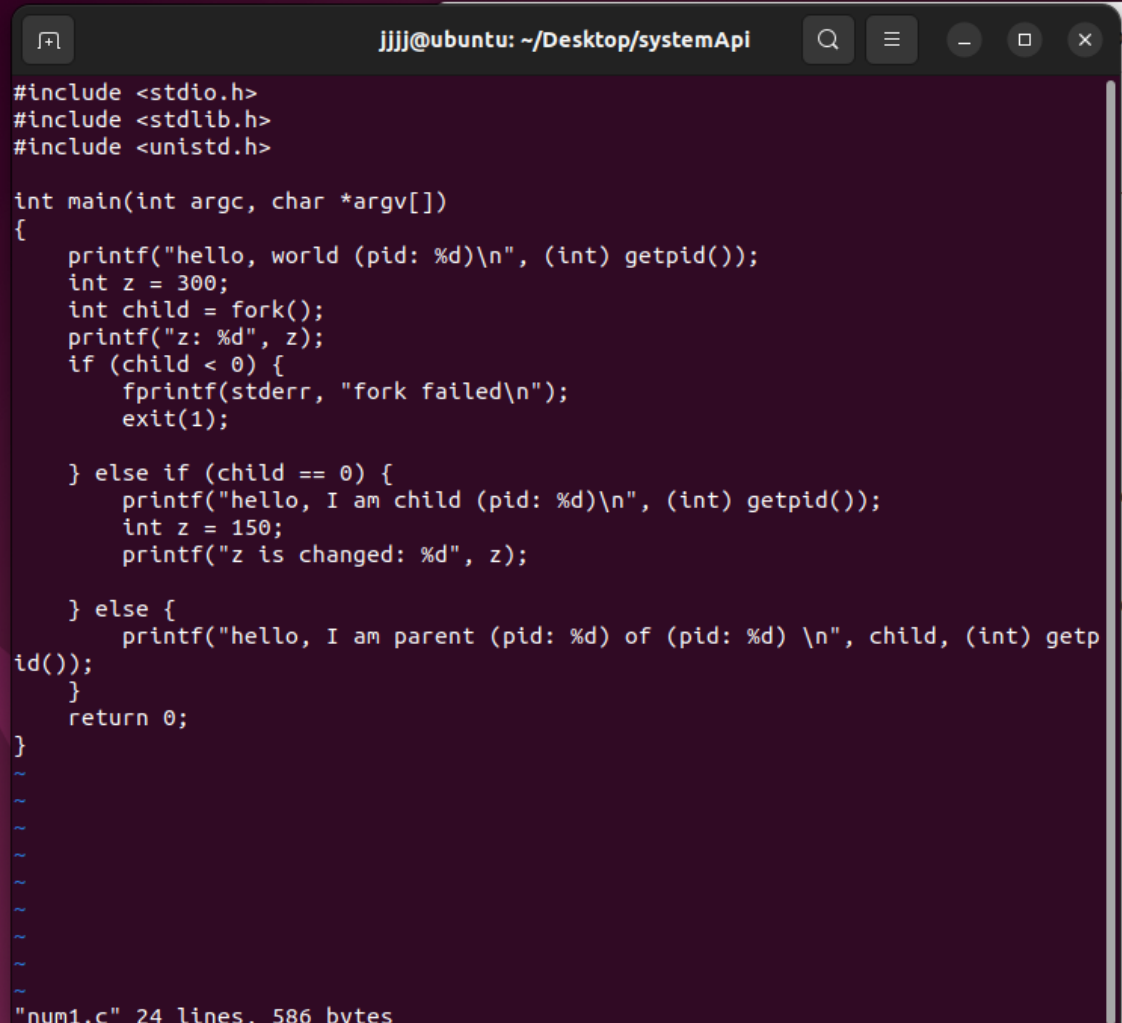 jjjj@ubuntu: ~/Desktop/systemApi
#include <stdio.h>
#include <stdlib.h>
#include <unistd.h>
int main(int argc, char *argv[])
{
    printf("hello, world (pid: %d)\n", (int) getpid());
    int z = 300;
    int child = fork();
    printf("z: %d", z);
    if (child < 0) {
        fprintf(stderr, "fork failed\n");
        exit(1);
    } else if (child == 0) {
        printf("hello, I am child (pid: %d)\n", (int) getpid());
        int z = 150;
        printf("z is changed: %d", z);
    } else {
        printf("hello, I am parent (pid: %d) of (pid: %d) \n", child, (int) getp
id());
    }
    return 0;
}
~
~
~
~
~
~
~
~
~
"num1.c" 24 lines, 586 bytes